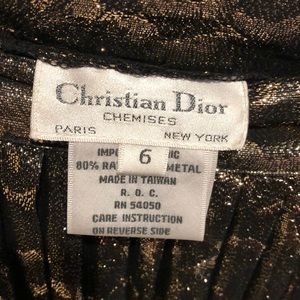 Christian Dior
CHEMISES
PARIS NEW YORK
6
80% METAL
MADE IN TAIWAN
R. O. C.
RN 54050
CARE INSTRUCTION
ON REVERSE SIDE